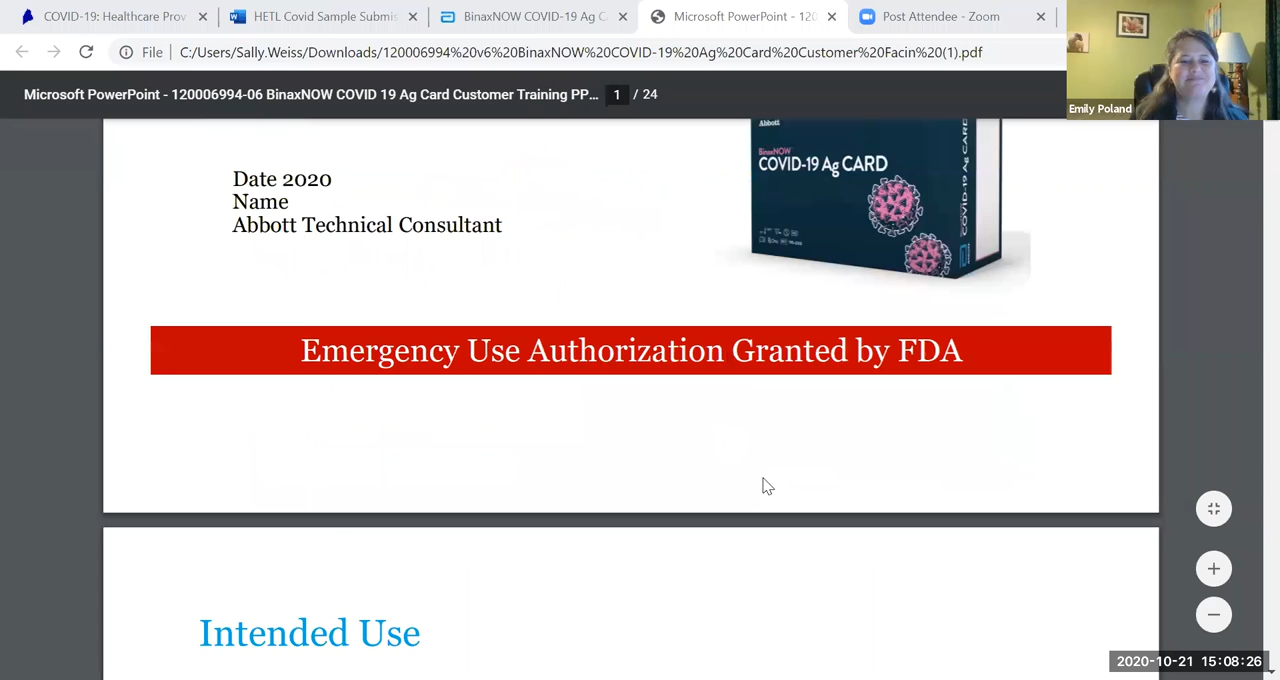 COVID-19: Healthcare Prov
HETL Covid Sample Submis
BinaxNOW COVID-19 Ag C
Microsoft PowerPoint - 120
Post Attendee - Zoom
File
C:/Users/Sally.Weiss/Downloads/120006994%20v6%20BinaxNOW%20COVID-19%20Ag%20Card%20Customer%20Facin%20(1).pdf
Emily Poland
Microsoft PowerPoint - 120006994-06 BinaxNOW COVID 19 Ag Card Customer Training PP...
1 / 24
Abbott
BinaxNOW
COVID-19 Ag CARD
COVID-19 Ag CARD
Date 2020
Name
Abbott Technical Consultant
Emergency Use Authorization Granted by FDA
Intended Use
2020-10-21 15:08:26